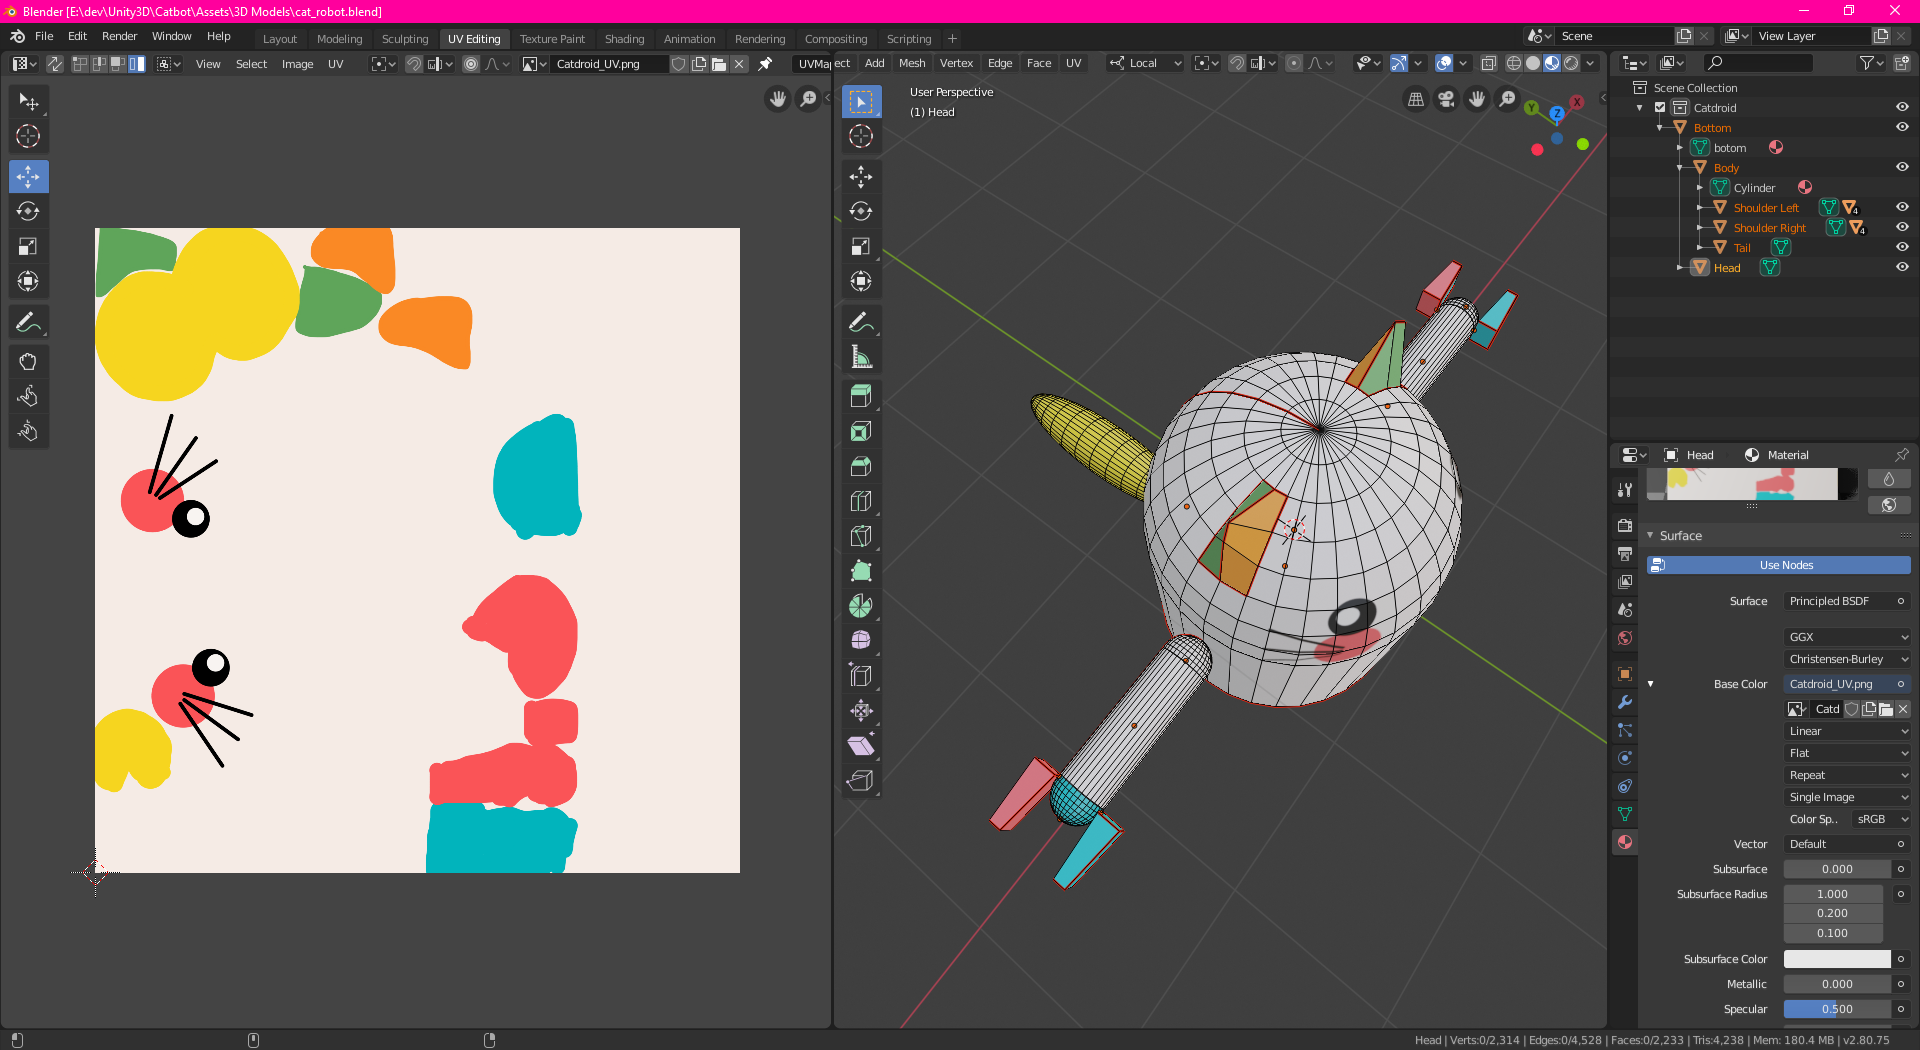 Blender [E:\dev\Unity3D\Catbot\Assets\3D Models\cat_robot.blend]
File Edit Render Window Help
Layout Modeling Sculpting UV Editing Texture Paint Shading Animation Rendering Compositing Scripting +
Scene
View Layer
View Select Image UV
Catdroid_UV.png
UVMap
ect Add Mesh Vertex Edge Face UV
Local
User Perspective
(1) Head
Y
X
Z
Scene Collection
Catdroid
Bottom
botom
Body
Cylinder
Shoulder Left
4
Shoulder Right
4
Tail
Head
Head
Material
Surface
Use Nodes
Surface Principled BSDF
GGX
Christensen-Burley
Base Color Catdroid_UV.png
Catd
Linear
Flat
Repeat
Single Image
Color Sp.. sRGB
Vector Default
Subsurface 0.000
Subsurface Radius 1.000
0.200
0.100
Subsurface Color
Metallic 0.000
Specular 0.500
Head | Verts:0/2,314 | Edges:0/4,528 | Faces:0/2,233 | Tris:4,238 | Mem: 180.4 MB | v2.80.75